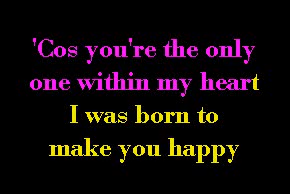 'Cos you're the only
one within my heart
I was born to
make you happy